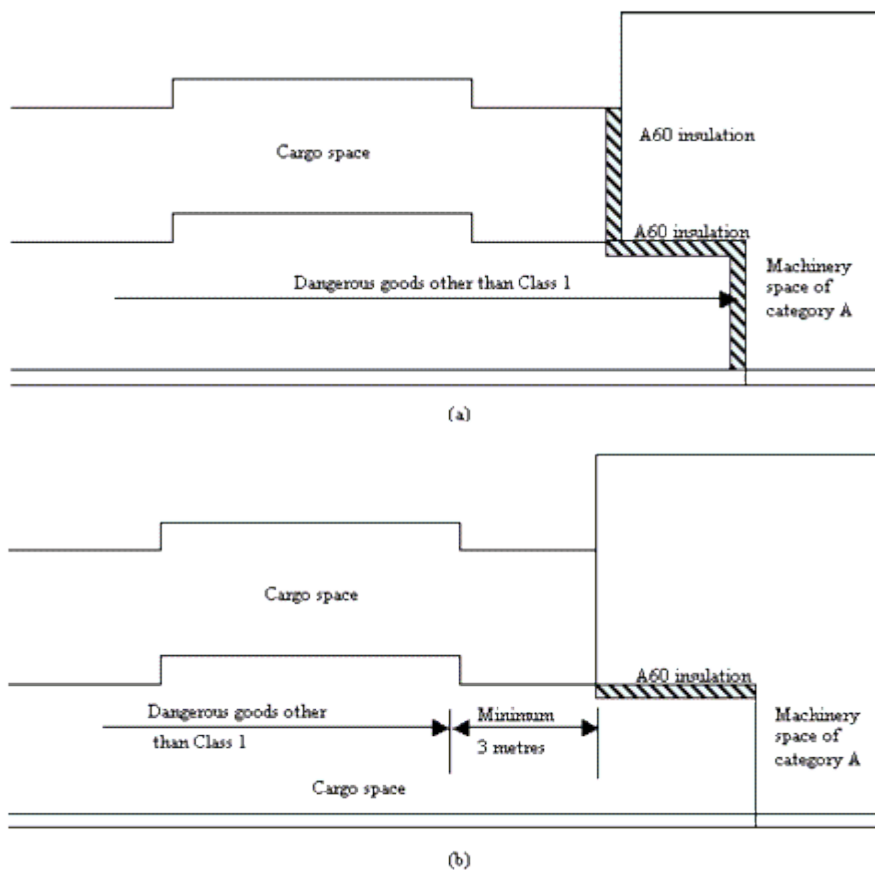 A60 insulation
Cargo space
A60 insulation
Dangerous goods other than Class 1
Machinery
space of
category A
(a)
Cargo space
A60 insulation
Dangerous goods other
than Class 1
Minimum
3 metres
Machinery
space of
category A
Cargo space
(b)